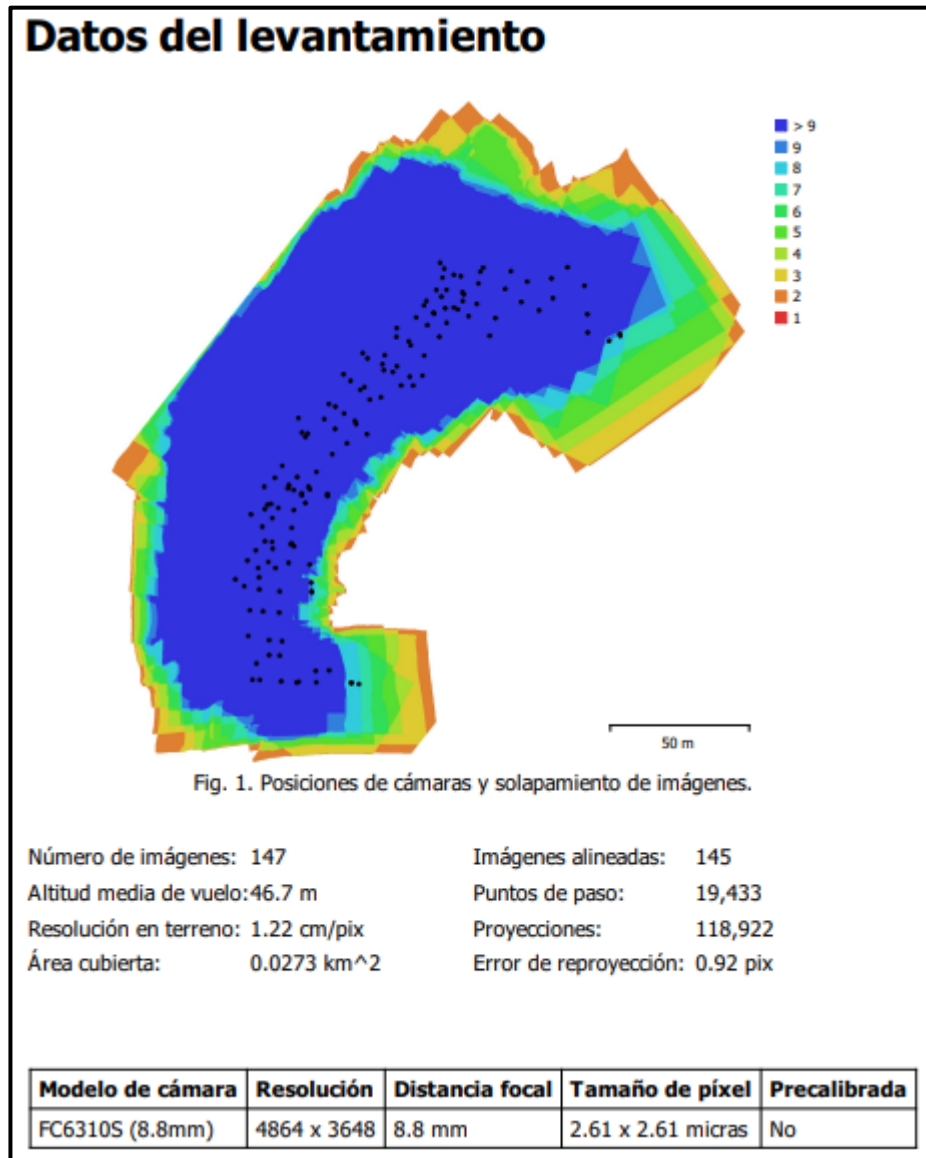 Datos del levantamiento
> 9
9
8
7
6
5
4
3
2
1
50 m
Fig. 1. Posiciones de cámaras y solapamiento de imágenes.
Número de imágenes: 147 Imágenes alineadas: 145
Altitud media de vuelo: 46.7 m Puntos de paso: 19,433
Resolución en terreno: 1.22 cm/pix Proyecciones: 118,922
Área cubierta: 0.0273 km^2 Error de reproyección: 0.92 pix
Modelo de cámara Resolución Distancia focal Tamaño de píxel Precalibrada
FC6310S (8.8mm) 4864 x 3648 8.8 mm 2.61 x 2.61 micras No